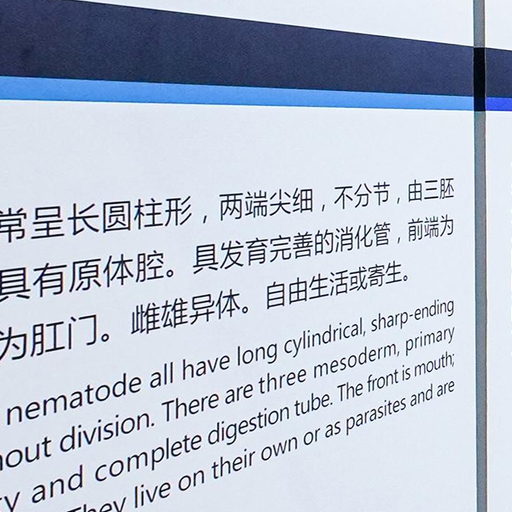 常呈长圆柱形，两端尖细，不分节，由三胚
具有原体腔。具发育完善的消化管，前端为
为肛门。雌雄异体。自由生活或寄生。
nematode all have long cylindrical, sharp-ending
division. There are three mesoderm, primary
and complete digestion tube. The front is mouth;
They live on their own or as parasites and are